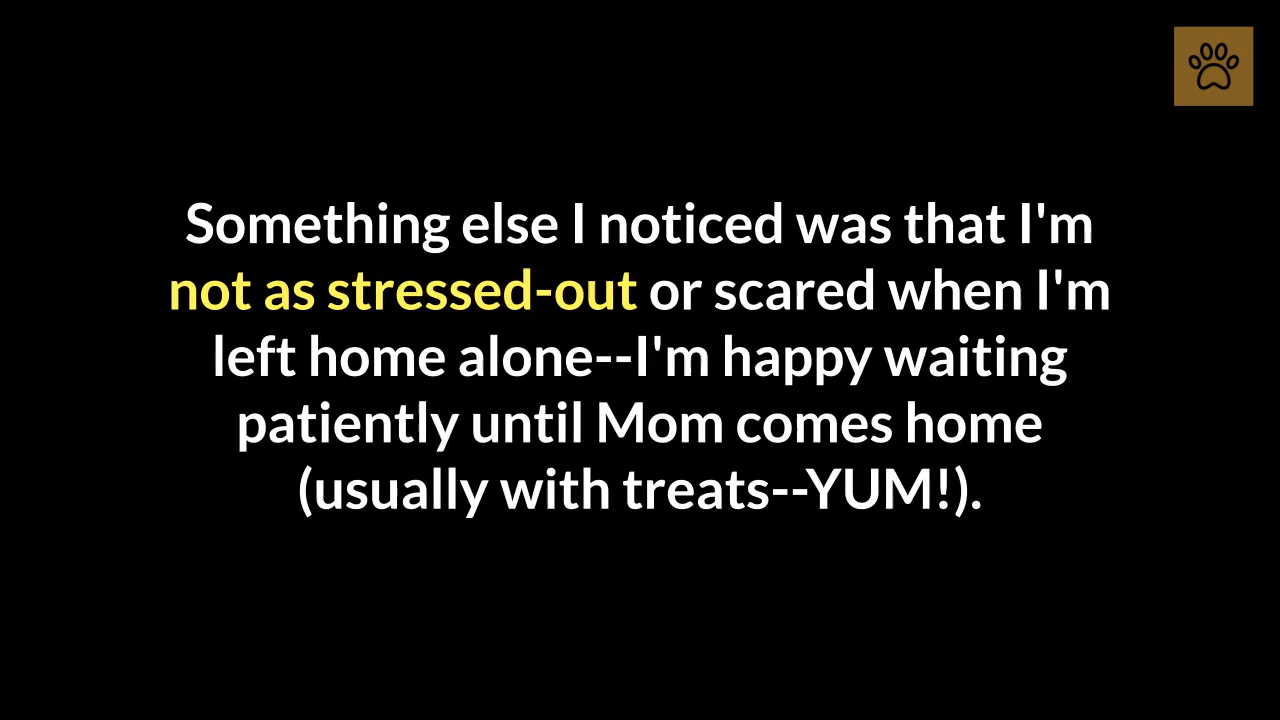 Something else I noticed was that I'm
not as stressed-out or scared when I'm
left home alone--I'm happy waiting
patiently until Mom comes home
(usually with treats--YUM!).